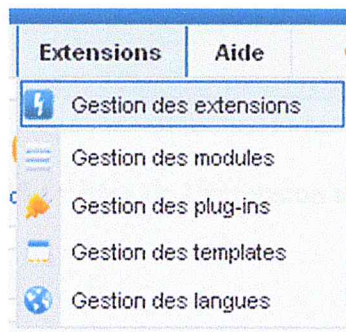 Extensions Aide
Gestion des extensions
Gestion des modules
Gestion des plug-ins
Gestion des templates
Gestion des langues